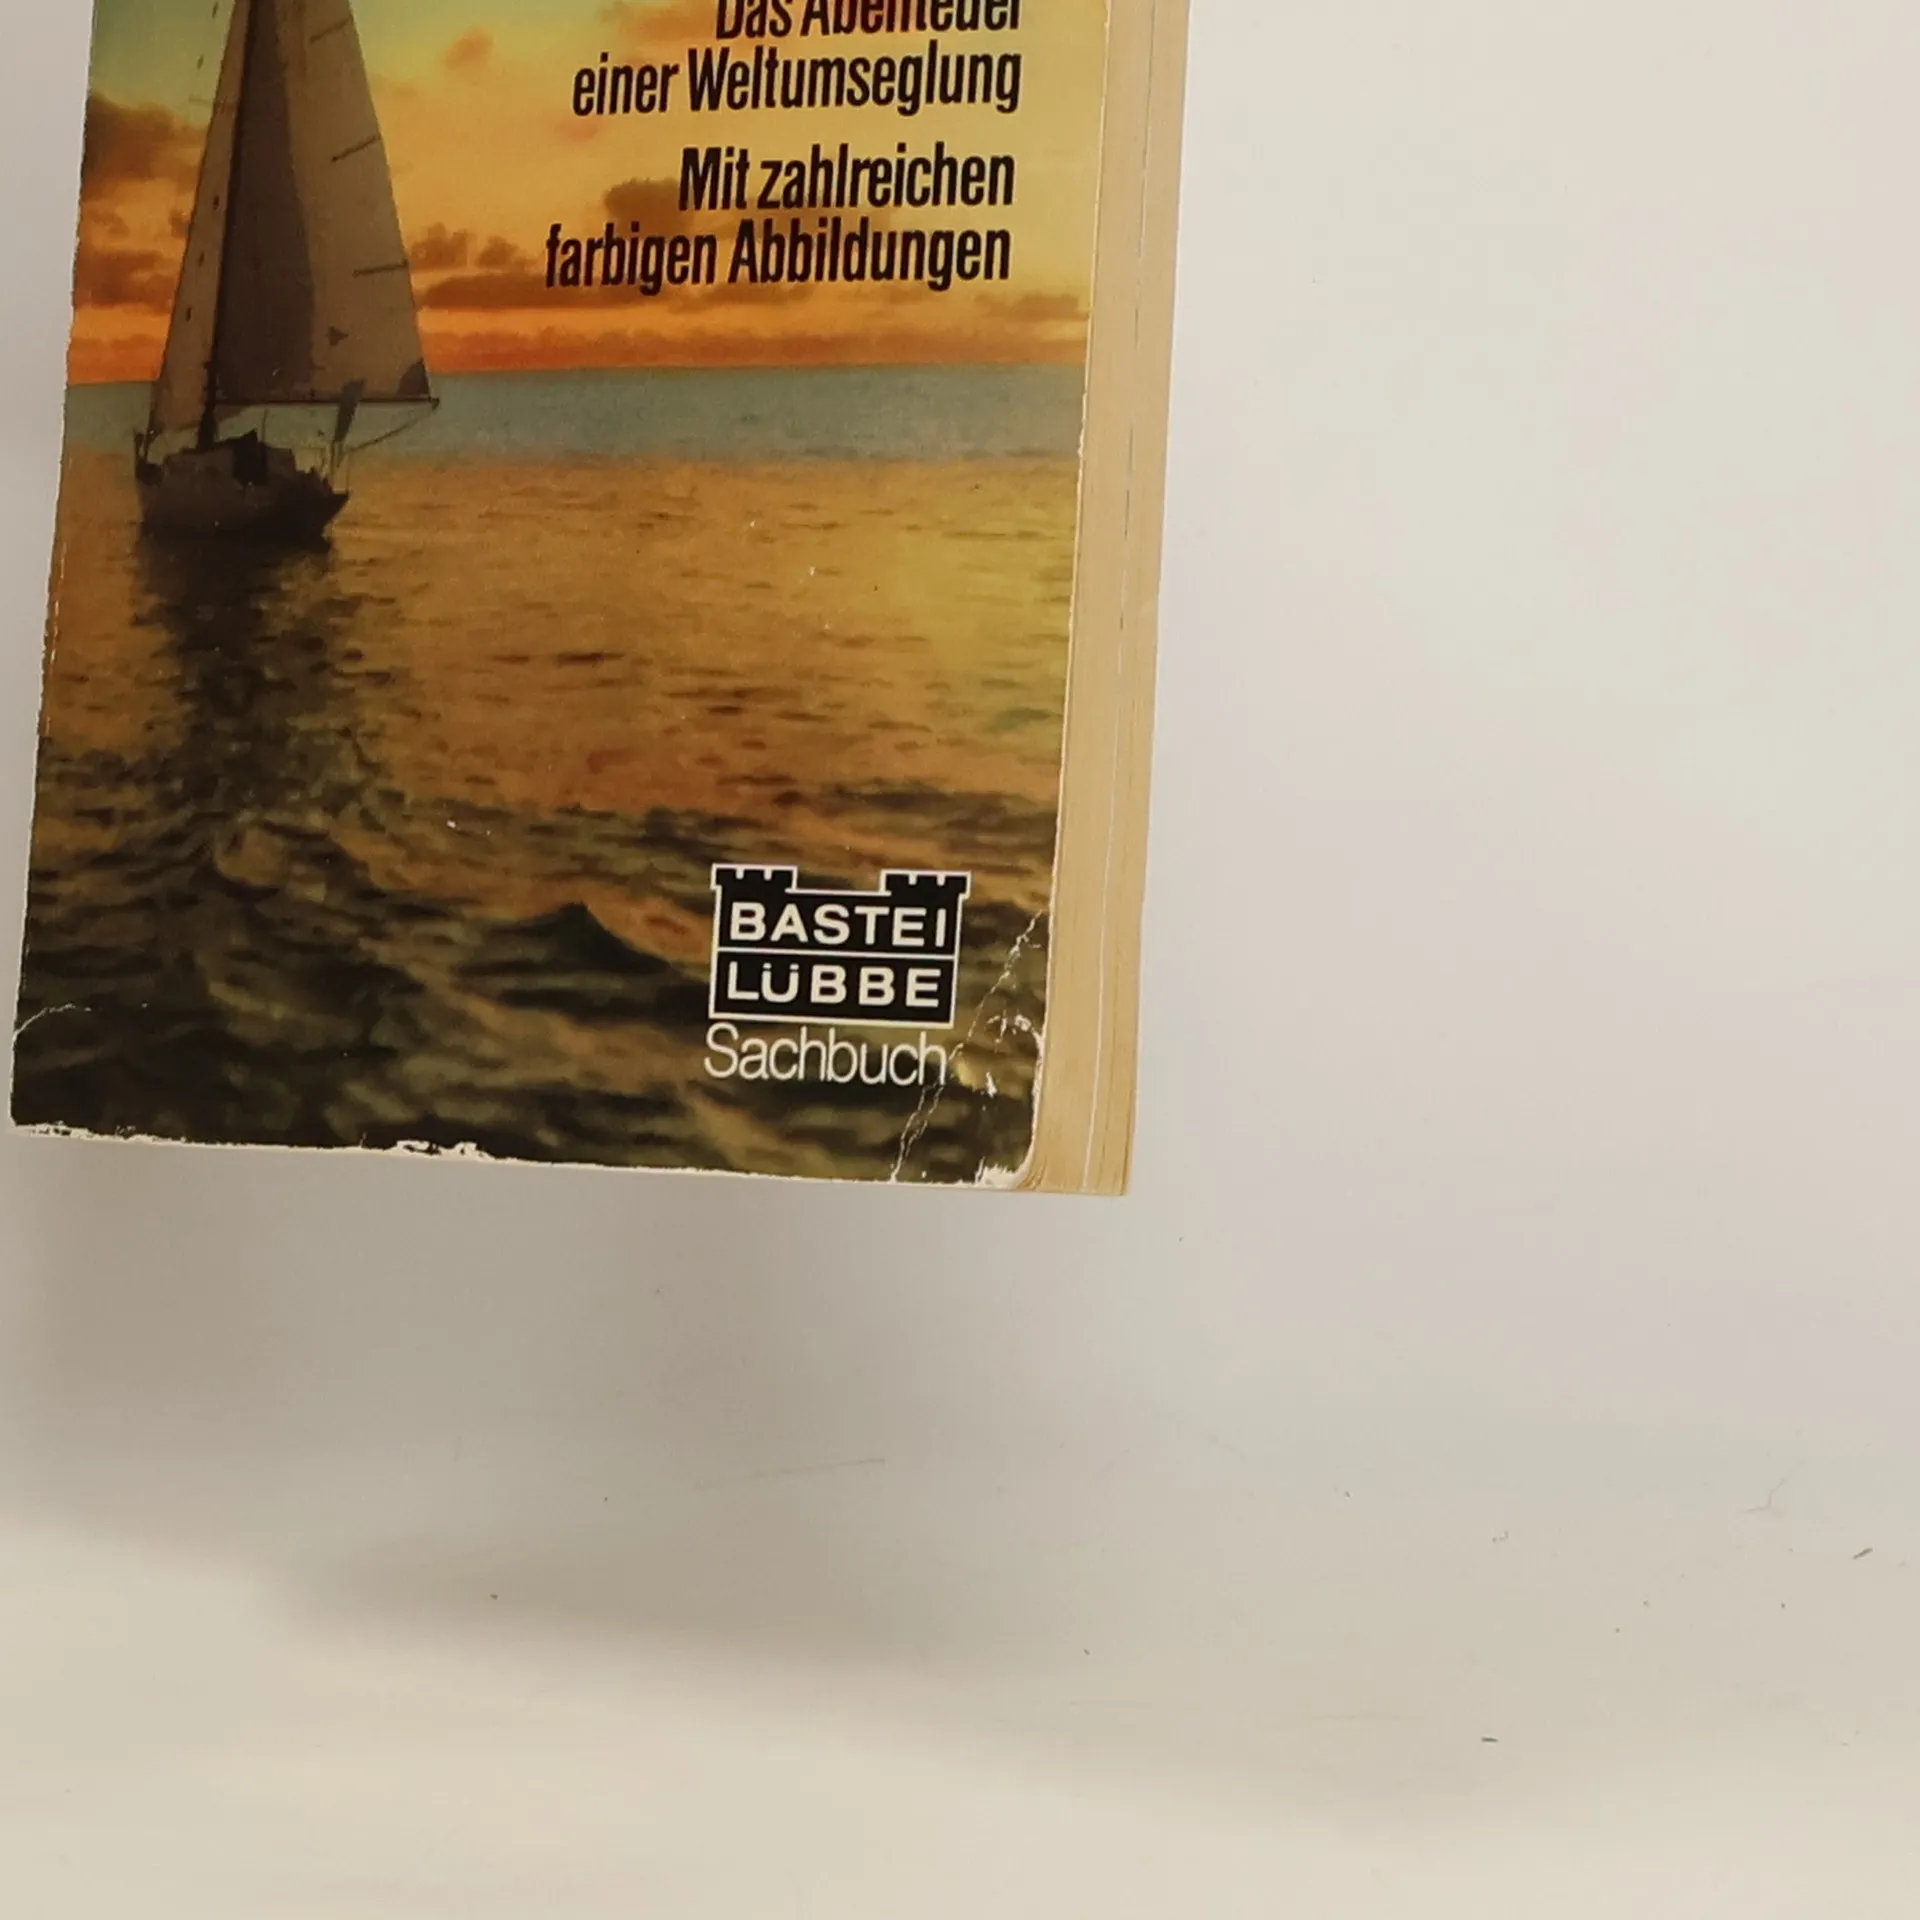 Das Abenteuer
einer Weltumseglung
Mit zahlreichen
farbigen Abbildungen
BASTEI
LÜBBE
Sachbuch